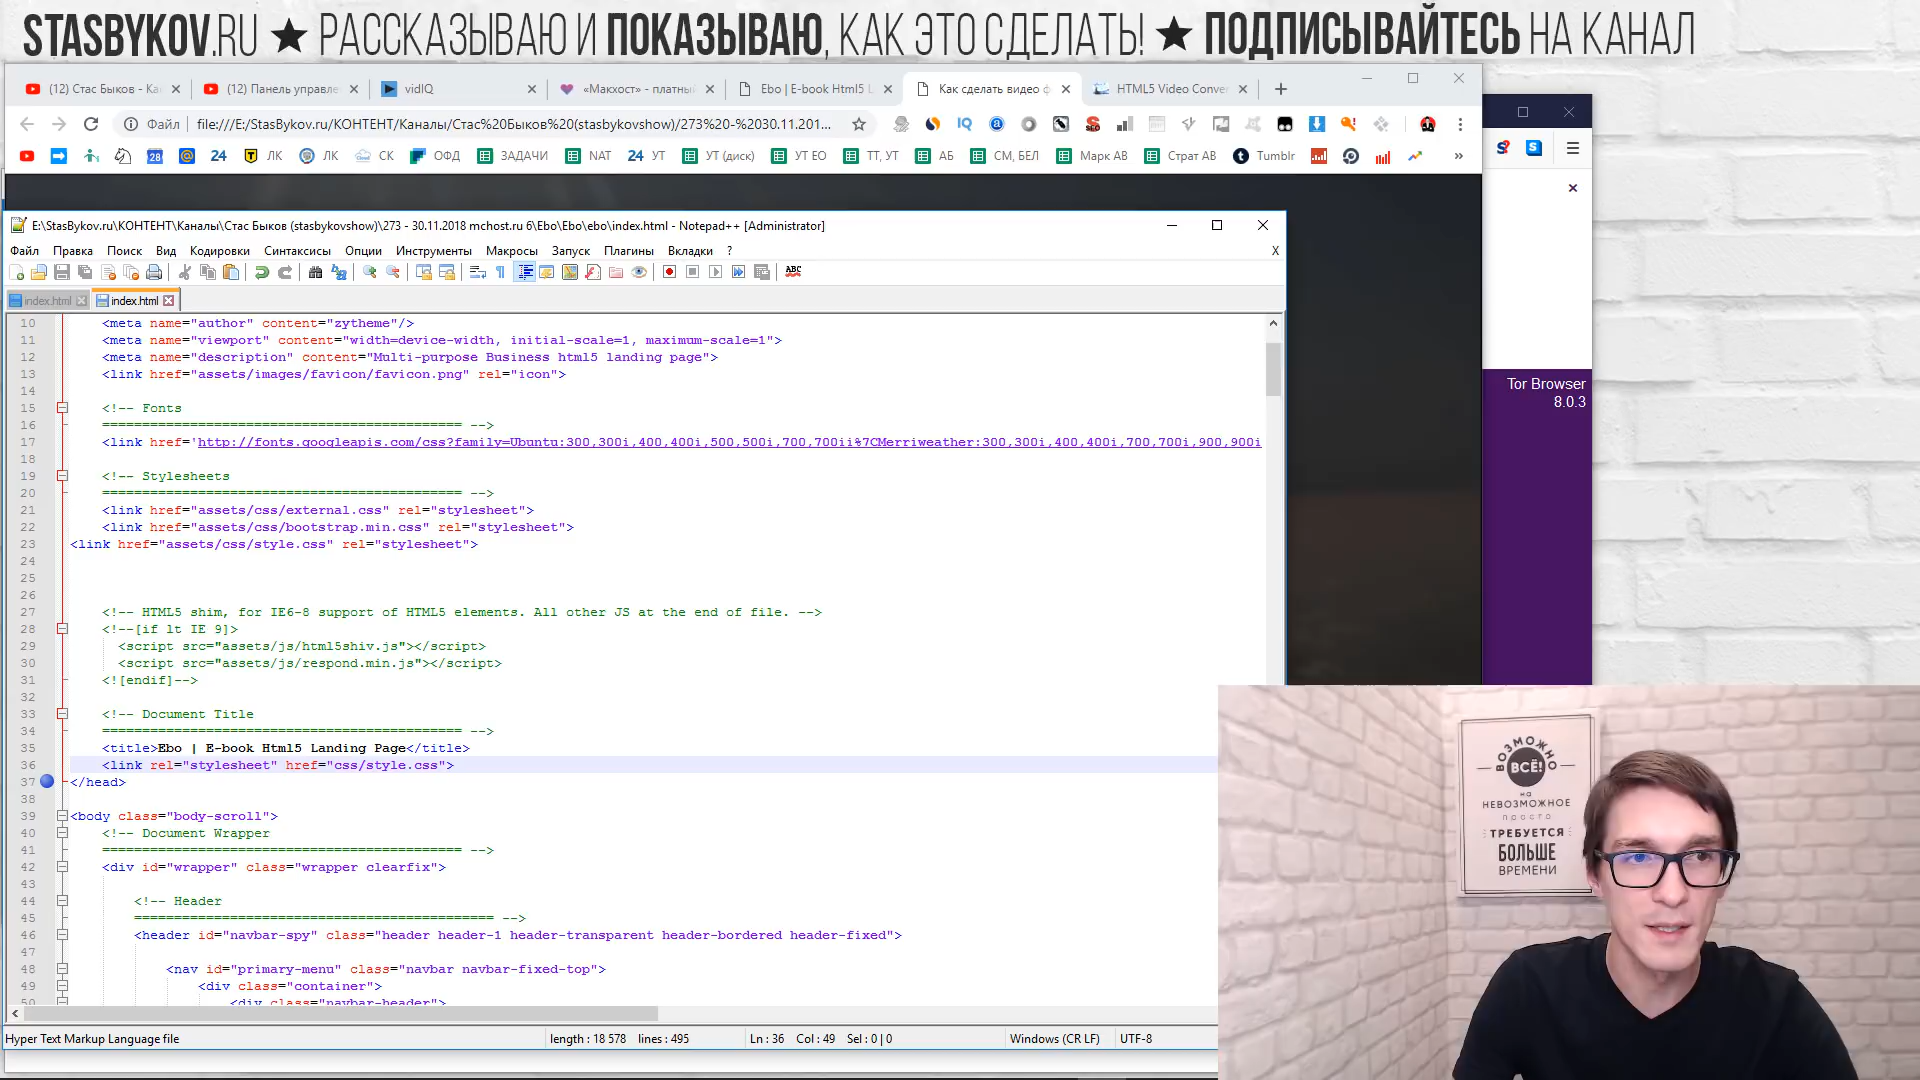 STASBYKOV.RU ★ РАССКАЗЫВАЮ И ПОКАЗЫВАЮ, КАК ЭТО СДЕЛАТЬ! ★ ПОДПИСЫВАЙТЕСЬ НА КАНАЛ
(12) Стас Быков - Ка
(12) Панель управле
vidIQ
«Макхост» - платный
Ebo | E-book Html5 L
Как сделать видео ф
HTML5 Video Conver
Файл
file:///E:/StasBykov.ru/КОНТЕНТ/Каналы/Стас%20Быков%20(stasbykovshow)/273%20-%2030.11.201...
ЛК
ЛК
СК
ОФД
ЗАДАЧИ
NAT
24 УТ
УТ (диск)
УТ ЕО
ТТ, УТ
АБ
СМ, БЕЛ
Марк АВ
Страт АВ
Tumblr
»
E:\StasBykov.ru\КОНТЕНТ\Каналы\Стас Быков (stasbykovshow)\273 - 30.11.2018 mchost.ru 6\Ebo\Ebo\ebo\index.html - Notepad++ [Administrator]
Файл Правка Поиск Вид Кодировки Синтаксисы Опции Инструменты Макросы Запуск Плагины Вкладки ? X
index.html
index.html
10 <meta name="author" content="zytheme"/>
11 <meta name="viewport" content="width=device-width, initial-scale=1, maximum-scale=1">
12 <meta name="description" content="Multi-purpose Business html5 landing page">
13 <link href="assets/images/favicon/favicon.png" rel="icon">
14
15 <!-- Fonts
16 ============================================= -->
17 <link href='http://fonts.googleapis.com/css?family=Ubuntu:300,300i,400,400i,500,500i,700,700ii%7CMerriweather:300,300i,400,400i,700,700i,900,900i
18
19 <!-- Stylesheets
20 ============================================= -->
21 <link href="assets/css/external.css" rel="stylesheet">
22 <link href="assets/css/bootstrap.min.css" rel="stylesheet">
23 <link href="assets/css/style.css" rel="stylesheet">
24
25
26
27 <!-- HTML5 shim, for IE6-8 support of HTML5 elements. All other JS at the end of file. -->
28 <!--[if lt IE 9]>
29 <script src="assets/js/html5shiv.js"></script>
30 <script src="assets/js/respond.min.js"></script>
31 <![endif]-->
32
33 <!-- Document Title
34 ============================================= -->
35 <title>Ebo | E-book Html5 Landing Page</title>
36 <link rel="stylesheet" href="css/style.css">
37 </head>
38
39 <body class="body-scroll">
40 <!-- Document Wrapper
41 ============================================= -->
42 <div id="wrapper" class="wrapper clearfix">
43
44 <!-- Header
45 ============================================= -->
46 <header id="navbar-spy" class="header header-1 header-transparent header-bordered header-fixed">
47
48 <nav id="primary-menu" class="navbar navbar-fixed-top">
49 <div class="container">
50 <div class="navbar-header">
Hyper Text Markup Language file
length : 18 578 lines : 495
Ln : 36 Col : 49 Sel : 0 | 0
Windows (CR LF)
UTF-8
Tor Browser
8.0.3
ВОЗМОЖНО
ВСЁ!
на
НЕВОЗМОЖНОЕ
просто
ТРЕБУЕТСЯ
БОЛЬШЕ
ВРЕМЕНИ